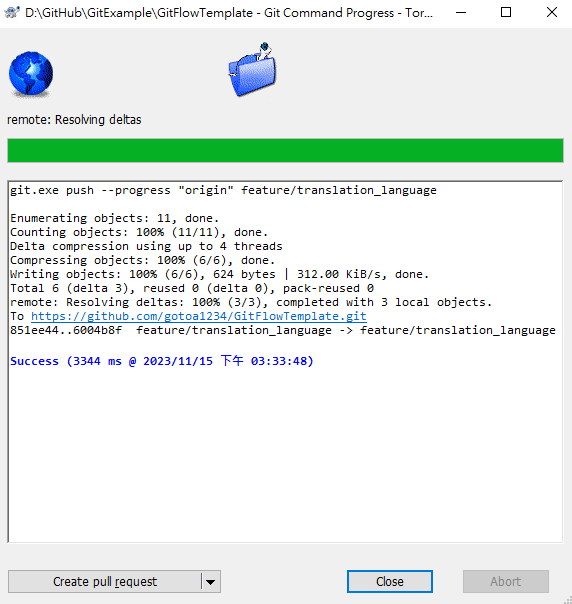 D:\GitHub\GitExample\GitFlowTemplate - Git Command Progress - Tor...
remote: Resolving deltas
git.exe push --progress "origin" feature/translation_language
Enumerating objects: 11, done.
Counting objects: 100% (11/11), done.
Delta compression using up to 4 threads
Compressing objects: 100% (6/6), done.
Writing objects: 100% (6/6), 624 bytes | 312.00 KiB/s, done.
Total 6 (delta 3), reused 0 (delta 0), pack-reused 0
remote: Resolving deltas: 100% (3/3), completed with 3 local objects.
To https://github.com/gotoa1234/GitFlowTemplate.git
851ee44..6004b8f  feature/translation_language -> feature/translation_language
Success (3344 ms @ 2023/11/15 下午 03:33:48)
Create pull request
Close
Abort